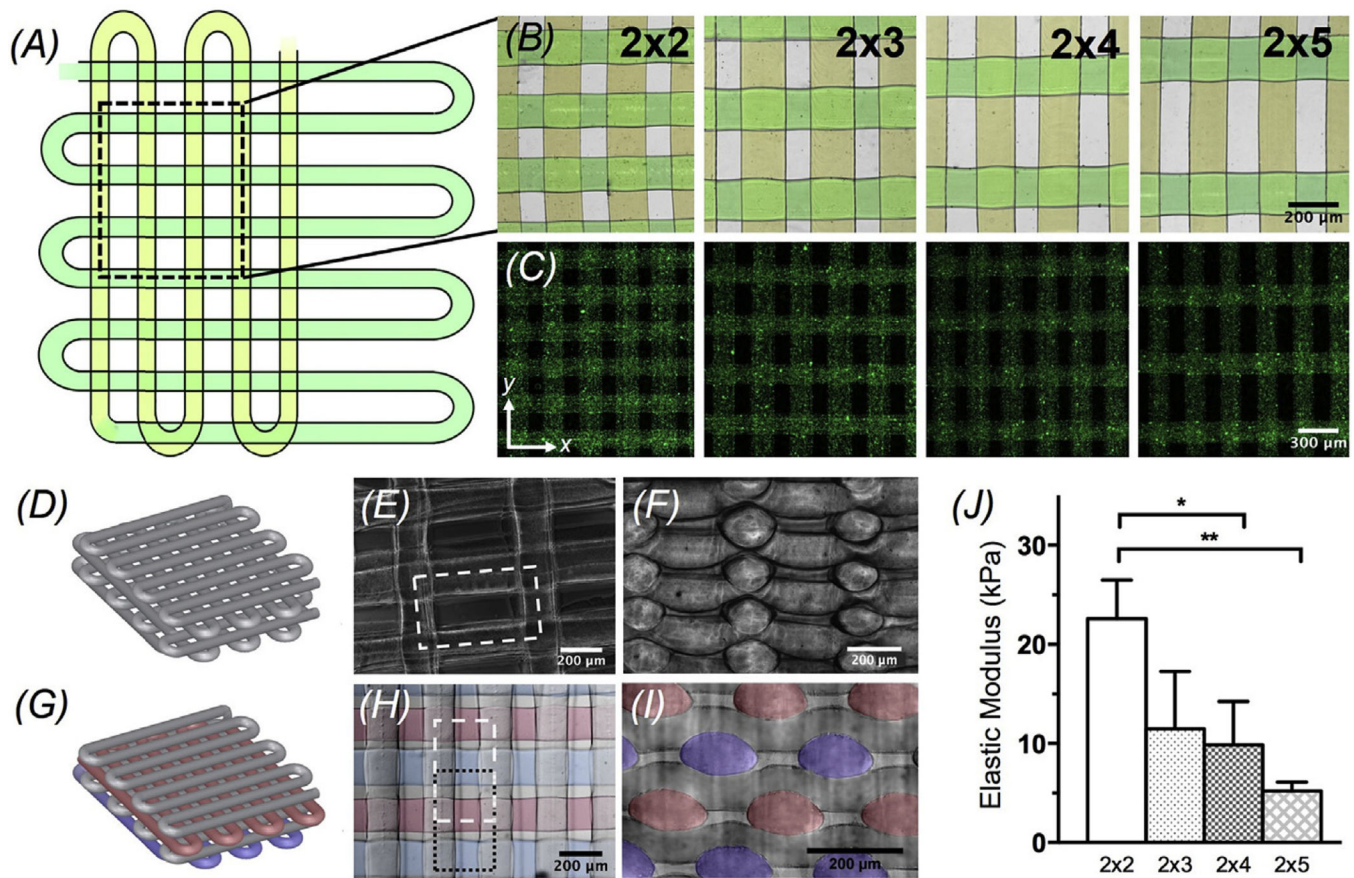 (A)
(B)
2x2
2x3
2x4
2x5
200 µm
(C)
y
x
300 µm
(D)
(E)
200 µm
(F)
200 µm
(G)
(H)
200 µm
(I)
200 µm
(J)
*
**
Elastic Modulus (kPa)
30
20
10
0
2x2 2x3 2x4 2x5